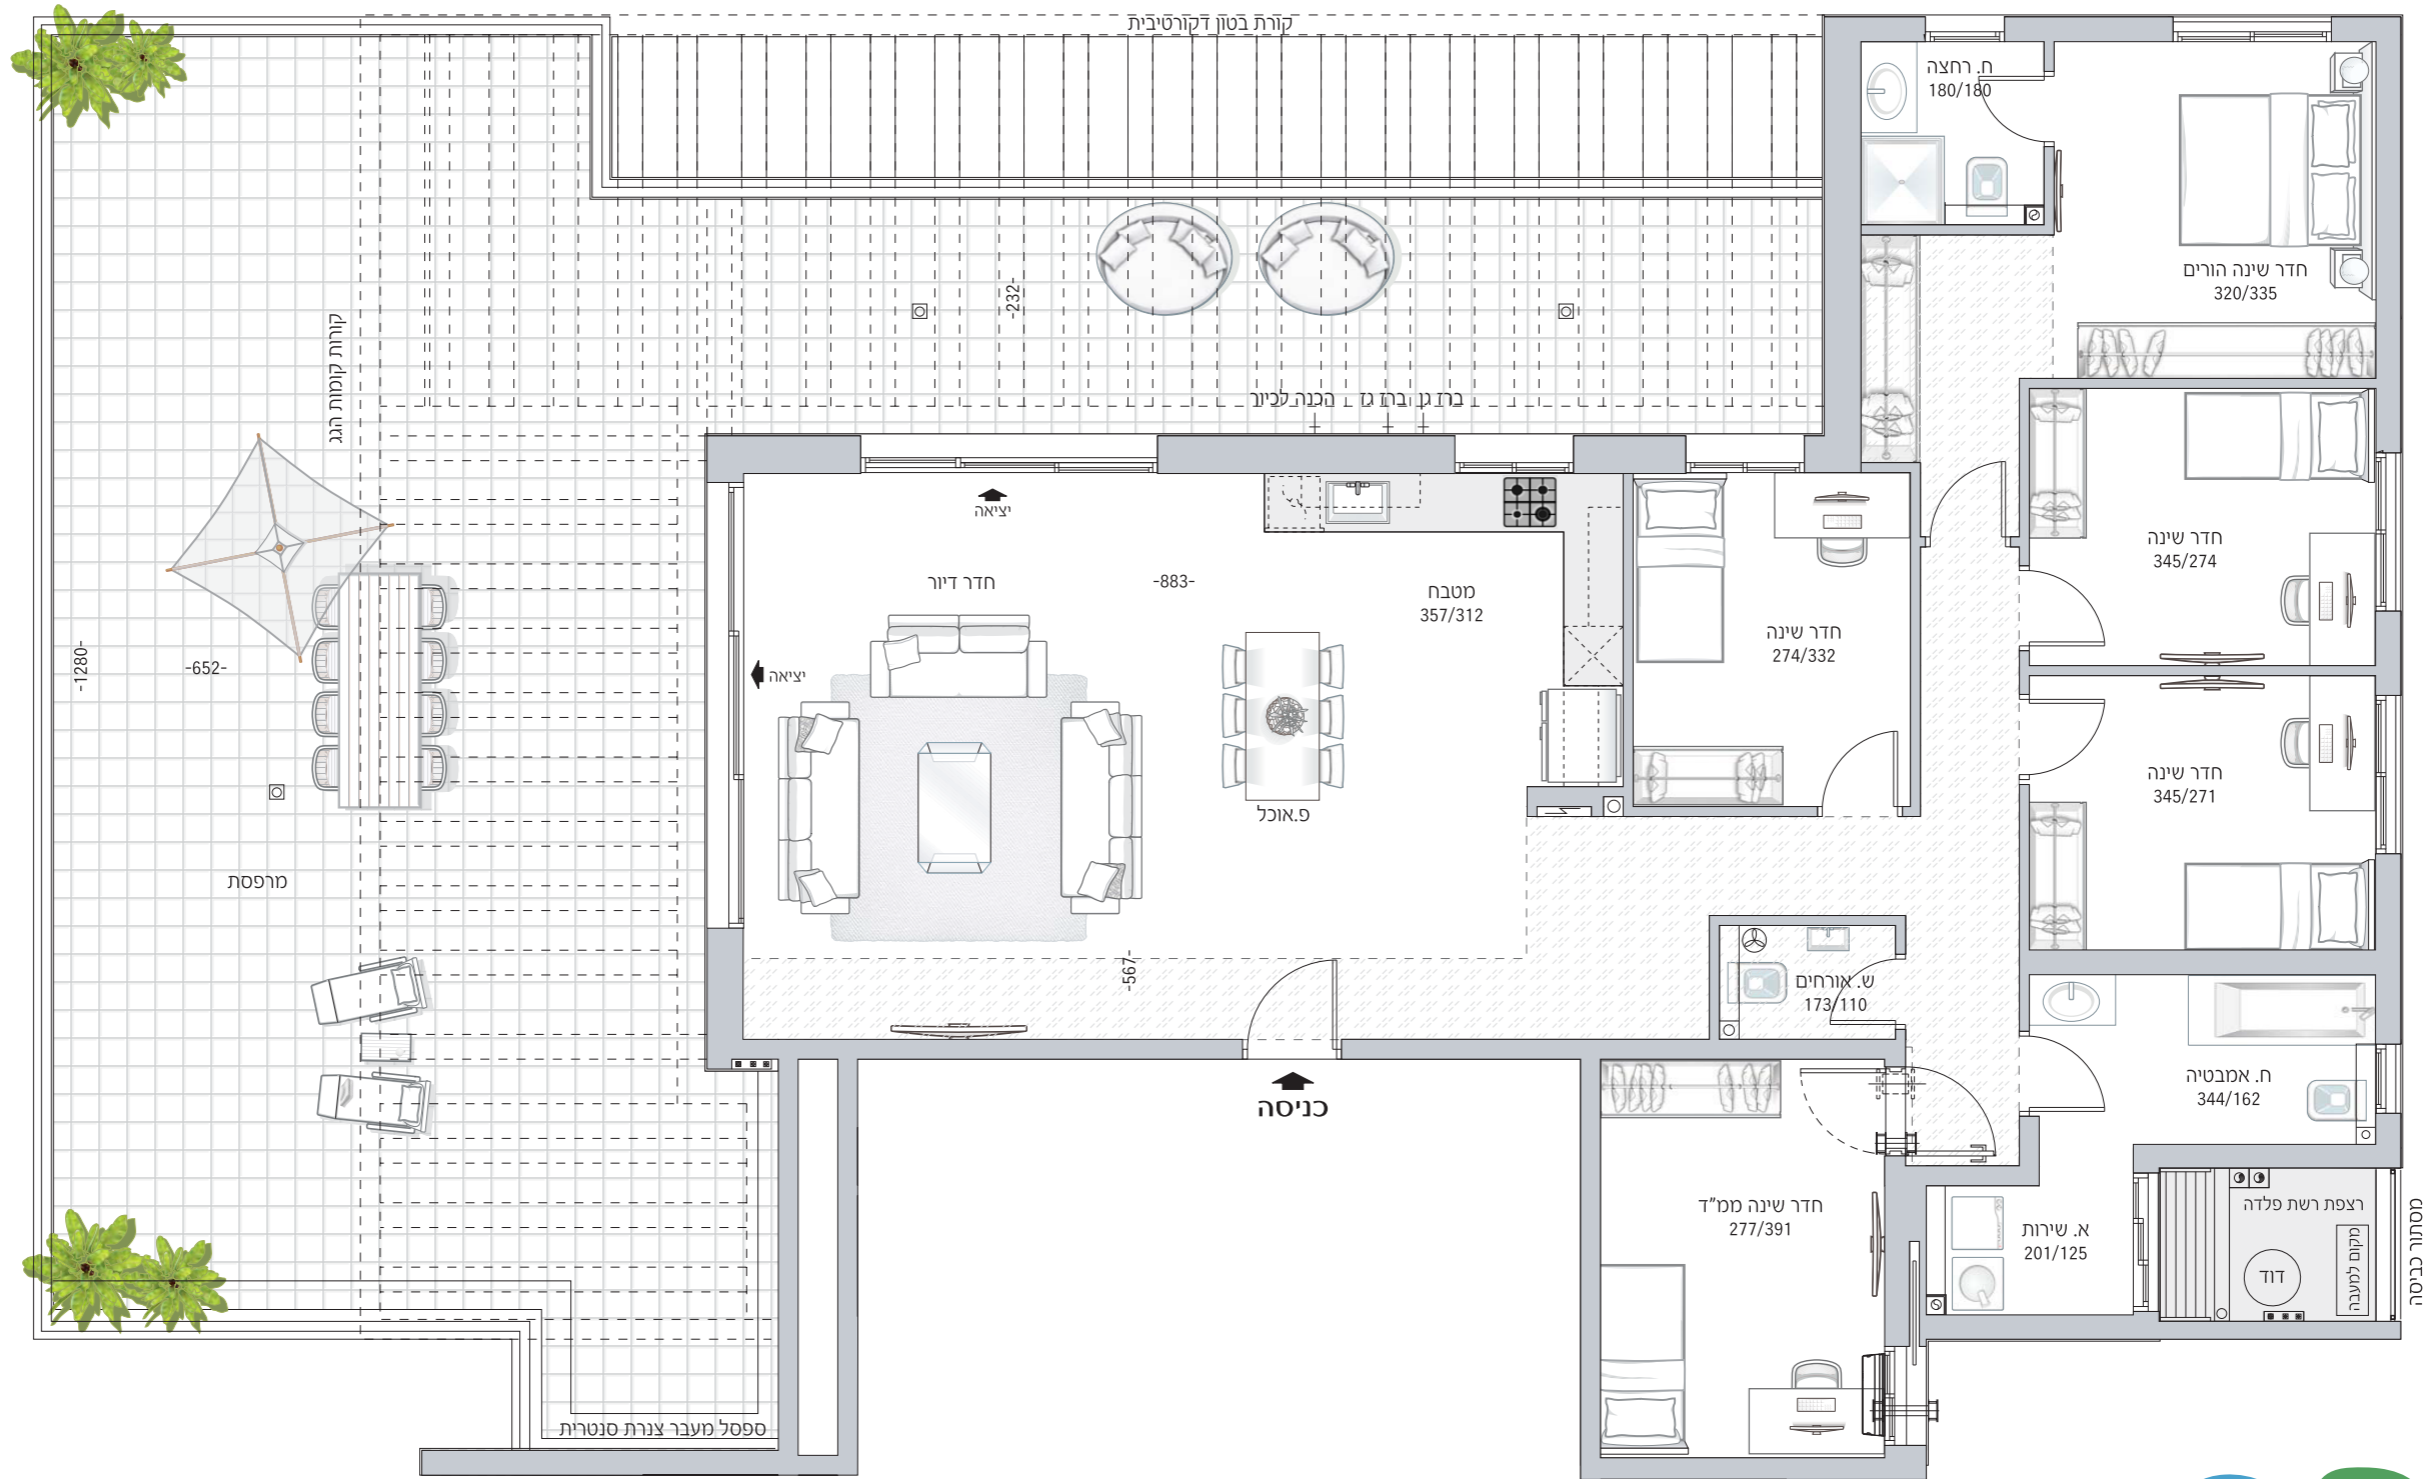 קורת בטון דקורטיבית
ח. רחצה
180/180
חדר שינה הורים
320/335
-232-
קורות קומות הגג
הכנה לכיור
ברז גז
ברז גן
יציאה
חדר דיור
-883-
מטבח
357/312
חדר שינה
345/274
חדר שינה
274/332
-1280-
-652-
יציאה
פ.אוכל
חדר שינה
345/271
מרפסת
-567-
ש. אורחים
173/110
ח. אמבטיה
344/162
כניסה
חדר שינה ממ"ד
277/391
א. שירות
201/125
רצפת רשת פלדה
דוד
מקום למעבה
מסתור כביסה
ספסל מעבר צנרת סנטרית